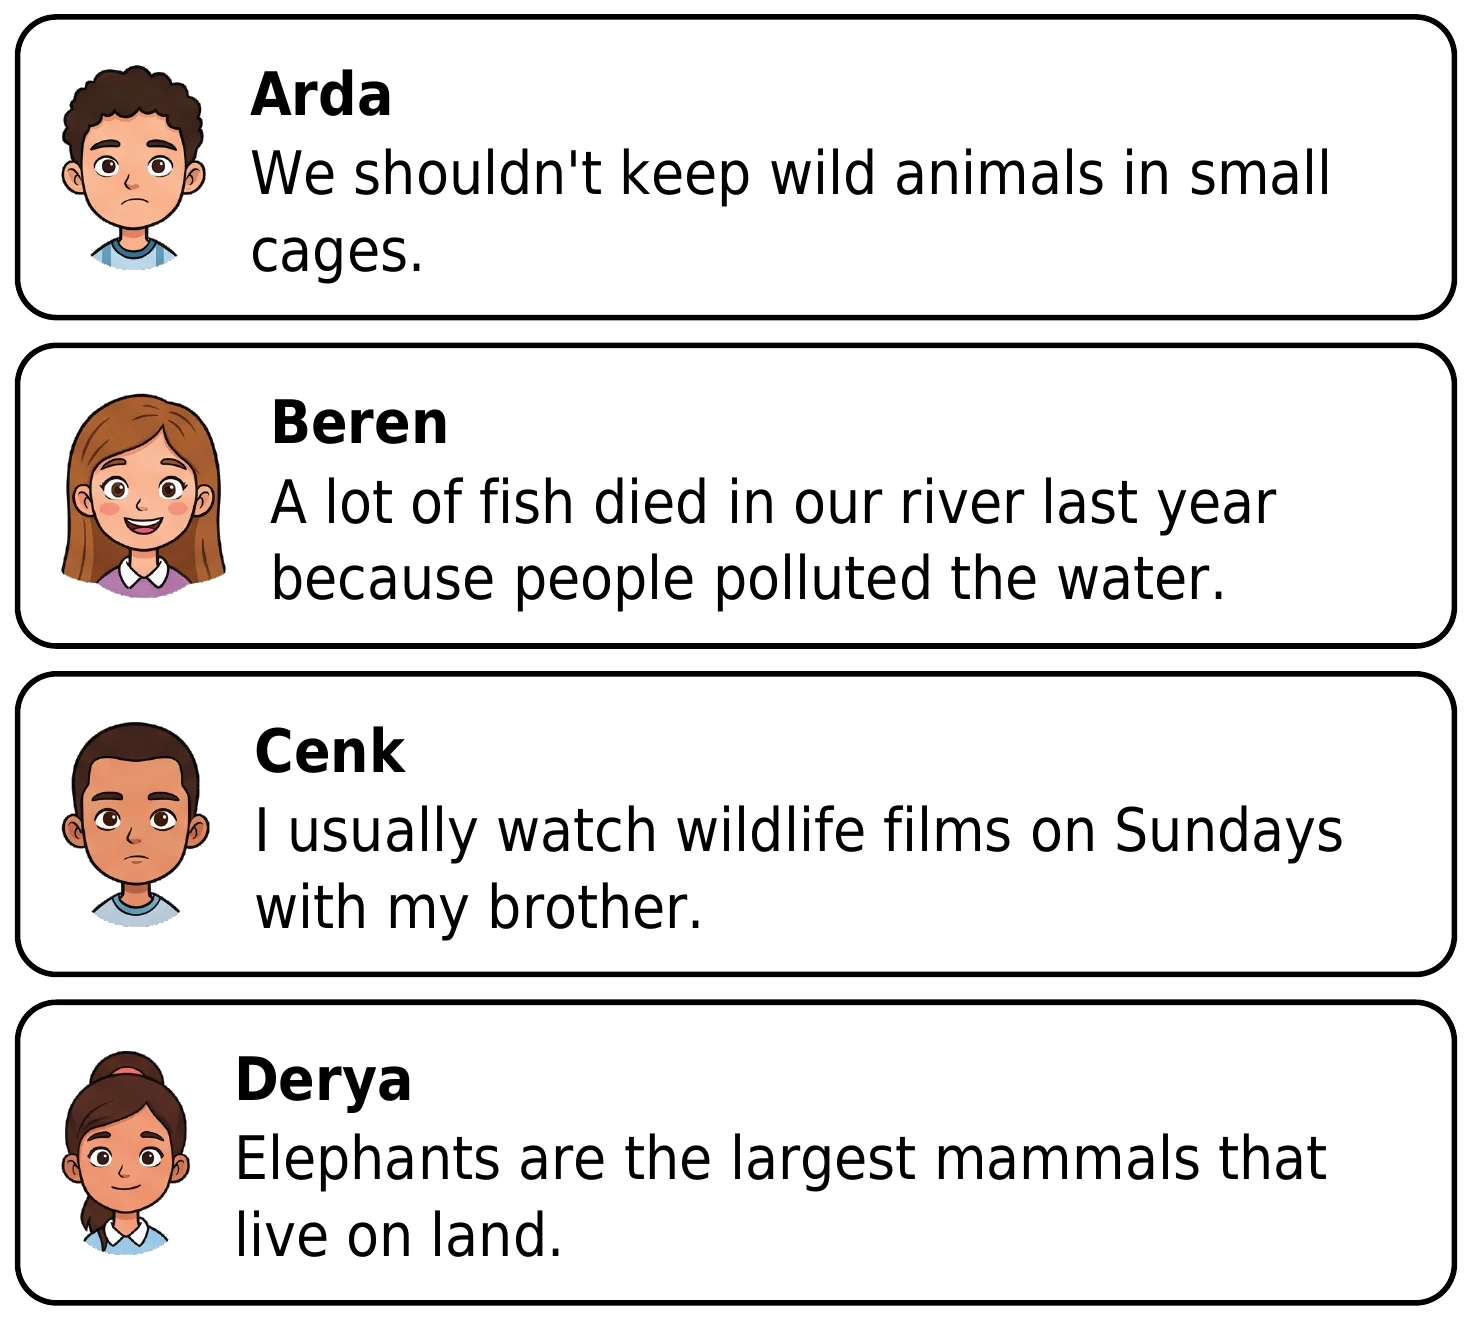 Arda
We shouldn't keep wild animals in small
cages.
Beren
A lot of fish died in our river last year
because people polluted the water.
Cenk
I usually watch wildlife films on Sundays
with my brother.
Derya
Elephants are the largest mammals that
live on land.